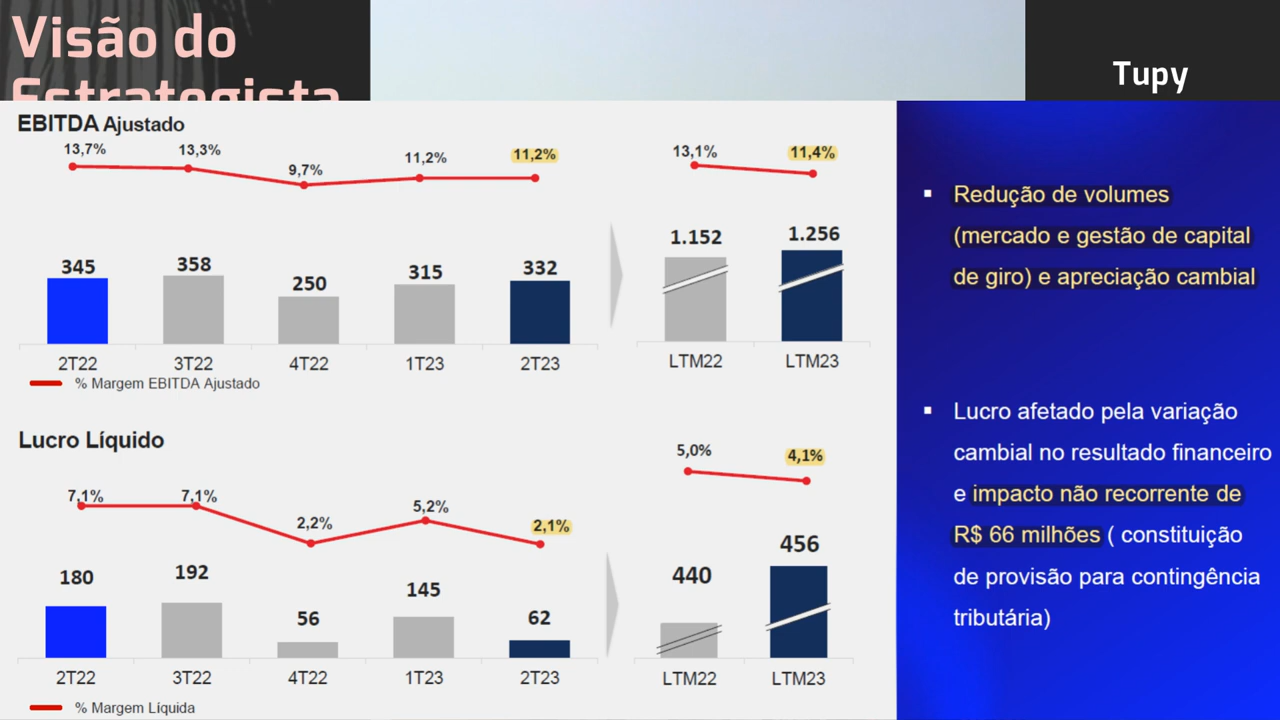 Visão do
Estrategista
Tupy
EBITDA Ajustado
13,7%
13,3%
9,7%
11,2%
11,2%
13,1%
11,4%
345
358
250
315
332
1.152
1.256
2T22
3T22
4T22
1T23
2T23
LTM22
LTM23
% Margem EBITDA Ajustado
Lucro Líquido
7,1%
7,1%
2,2%
5,2%
2,1%
5,0%
4,1%
180
192
56
145
62
440
456
2T22
3T22
4T22
1T23
2T23
LTM22
LTM23
% Margem Líquida
▪ Redução de volumes
(mercado e gestão de capital
de giro) e apreciação cambial
▪ Lucro afetado pela variação
cambial no resultado financeiro
e impacto não recorrente de
R$ 66 milhões ( constituição
de provisão para contingência
tributária)